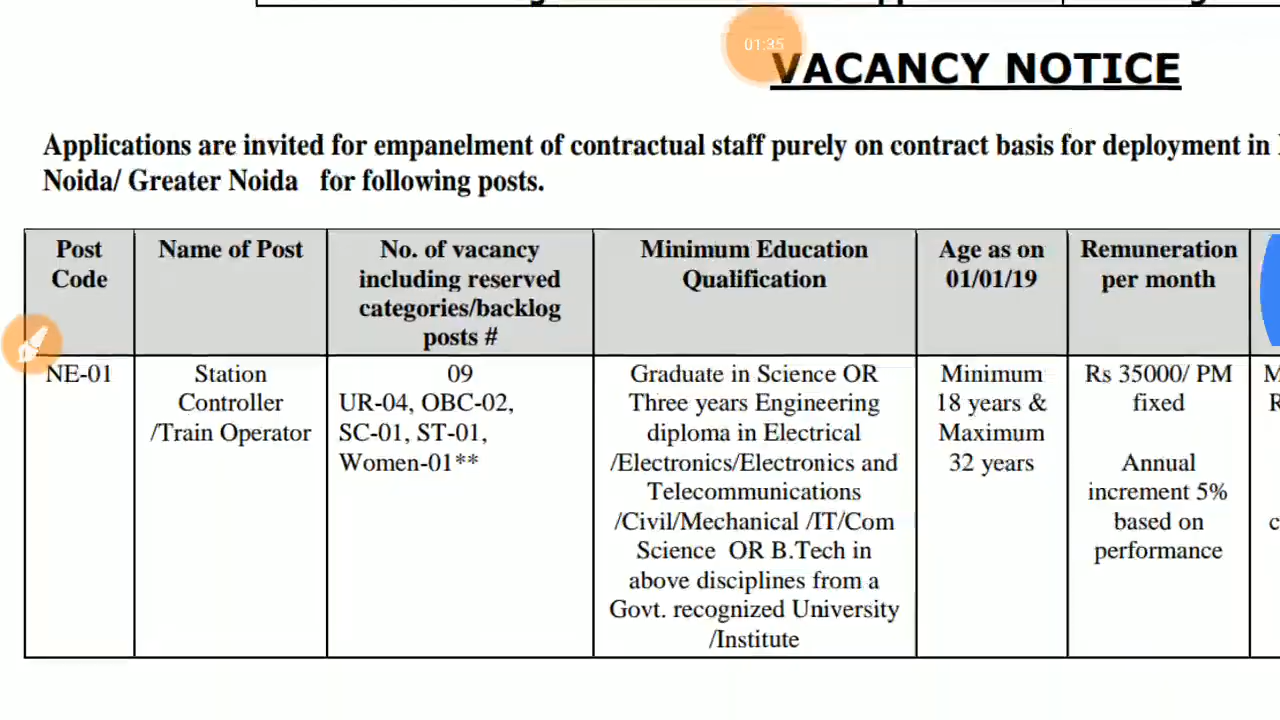 01:35
VACANCY NOTICE
Applications are invited for empanelment of contractual staff purely on contract basis for deployment in
Noida/ Greater Noida for following posts.
Post Code
Name of Post
No. of vacancy including reserved categories/backlog posts #
Minimum Education Qualification
Age as on 01/01/19
Remuneration per month
NE-01
Station
Controller
/Train Operator
09
UR-04, OBC-02,
SC-01, ST-01,
Women-01**
Graduate in Science OR
Three years Engineering
diploma in Electrical
/Electronics/Electronics and
Telecommunications
/Civil/Mechanical /IT/Com
Science OR B.Tech in
above disciplines from a
Govt. recognized University
/Institute
Minimum
18 years &
Maximum
32 years
Rs 35000/ PM
fixed
Annual
increment 5%
based on
performance